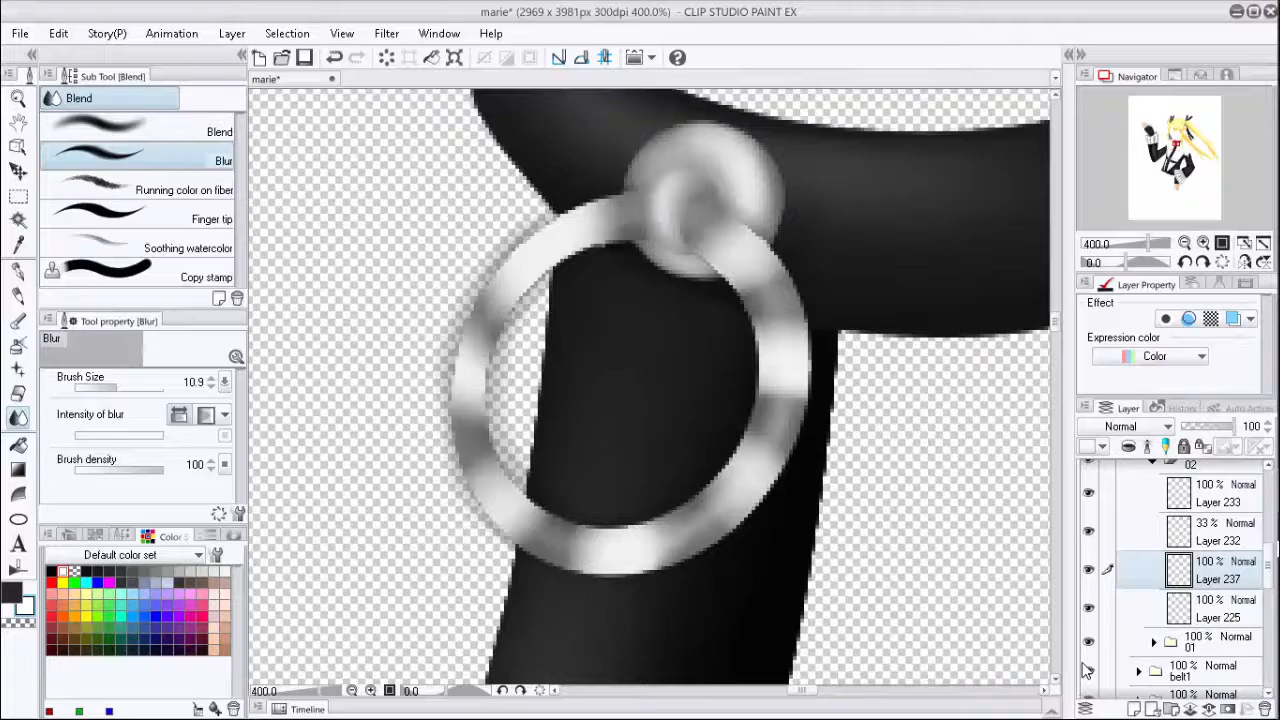 marie* (2969 x 3981px 300dpi 400.0%) - CLIP STUDIO PAINT EX
File Edit Story(P) Animation Layer Selection View Filter Window Help
Sub Tool [Blend]
marie*
Navigator
Blend
Blend
Blur
Running color on fiber
Finger tip
Soothing watercolor
Copy stamp
400.0
0.0
Layer Property
Effect
Expression color
Color
Tool property [Blur]
Blur
Brush Size 10.9
Intensity of blur
Brush density 100
Layer History Auto Action
Normal 100
02
100 % Normal
Layer 233
33 % Normal
Layer 232
100 % Normal
Layer 237
100 % Normal
Layer 225
100 % Normal
01
100 % Normal
belt1
100 % Normal
Color S
Default color set
400.0 0.0
Timeline